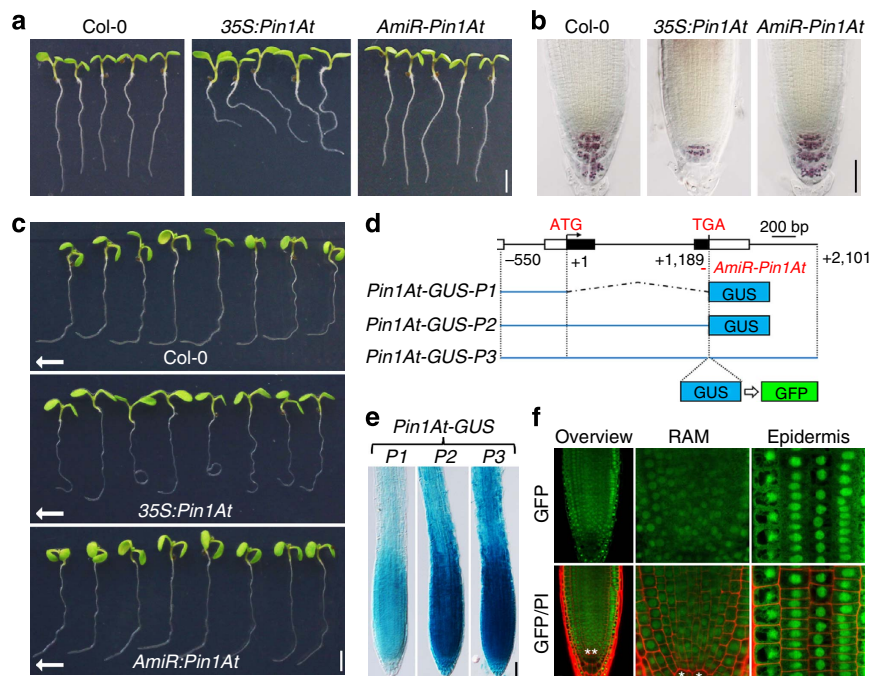 a
Col-0 35S:Pin1At AmiR-Pin1At
b
Col-0 35S:Pin1At AmiR-Pin1At
c
Col-0
35S:Pin1At
AmiR:Pin1At
d
ATG TGA 200 bp
–550 +1 +1,189 +2,101
- AmiR-Pin1At
Pin1At-GUS-P1 GUS
Pin1At-GUS-P2 GUS
Pin1At-GUS-P3
GUS GFP
e
Pin1At-GUS
P1 P2 P3
f
Overview RAM Epidermis
GFP
GFP/PI
** * *